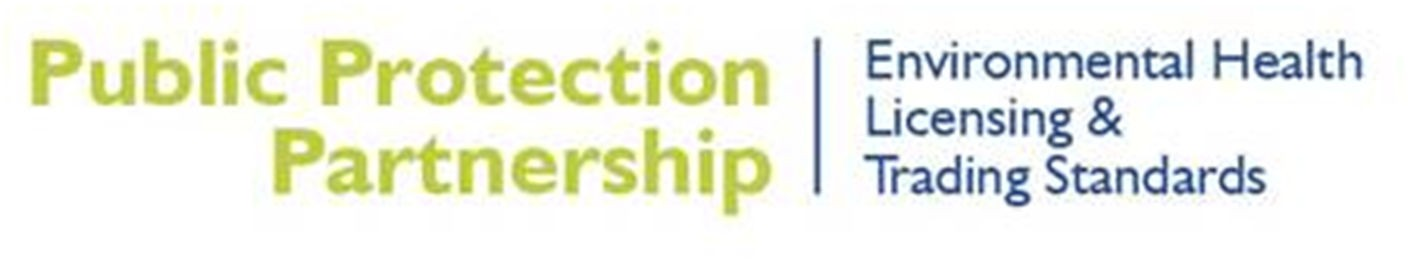 Public Protection
Partnership
Environmental Health
Licensing &
Trading Standards